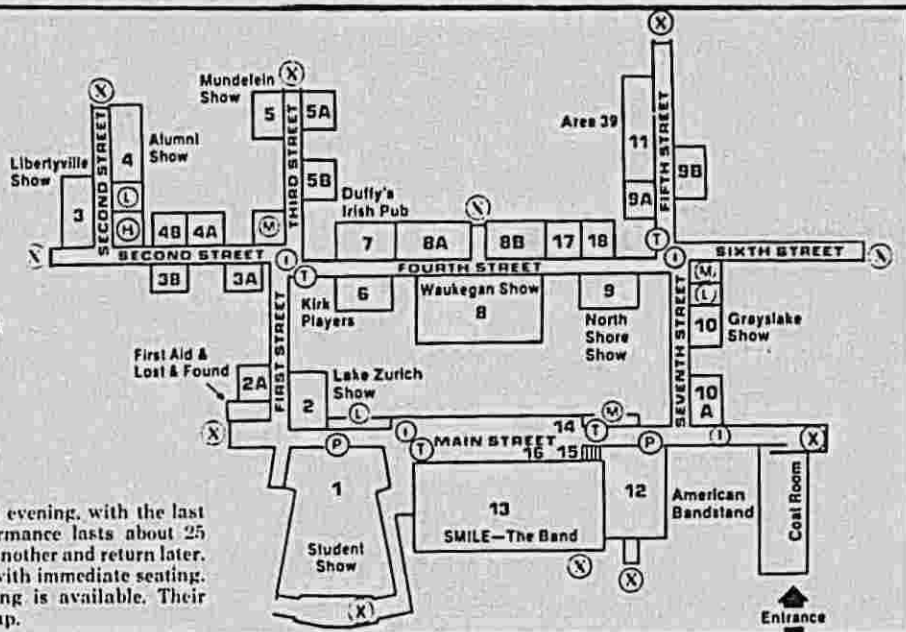 Mundelein
Show
X
5
5A
5B
THIRD STREET
M
X
Libertyville
Show
3
SECOND STREET
4
Alumni
Show
L
H
4B
4A
X
SECOND STREET
I
T
3B
3A
Duffy's
Irish Pub
7
8A
X
8B
17
18
FOURTH STREET
6
Kirk
Players
Waukegan Show
8
9
North
Shore
Show
X
Area 39
11
9A
FIFTH STREET
9B
T
I
SIXTH STREET
X
(M)
(L)
10
Grayslake
Show
SEVENTH STREET
10
A
First Aid &
Lost & Found
2A
FIRST STREET
2
Lake Zurich
Show
L
X
P
I
T
MAIN STREET
14
M
T
16
15
P
(I)
X
1
Student
Show
(X)
13
SMILE—The Band
X
12
X
American
Bandstand
Coat Room
Entrance
evening, with the last
rmance lasts about 25
nother and return later.
with immediate seating.
ng is available. Their
up.